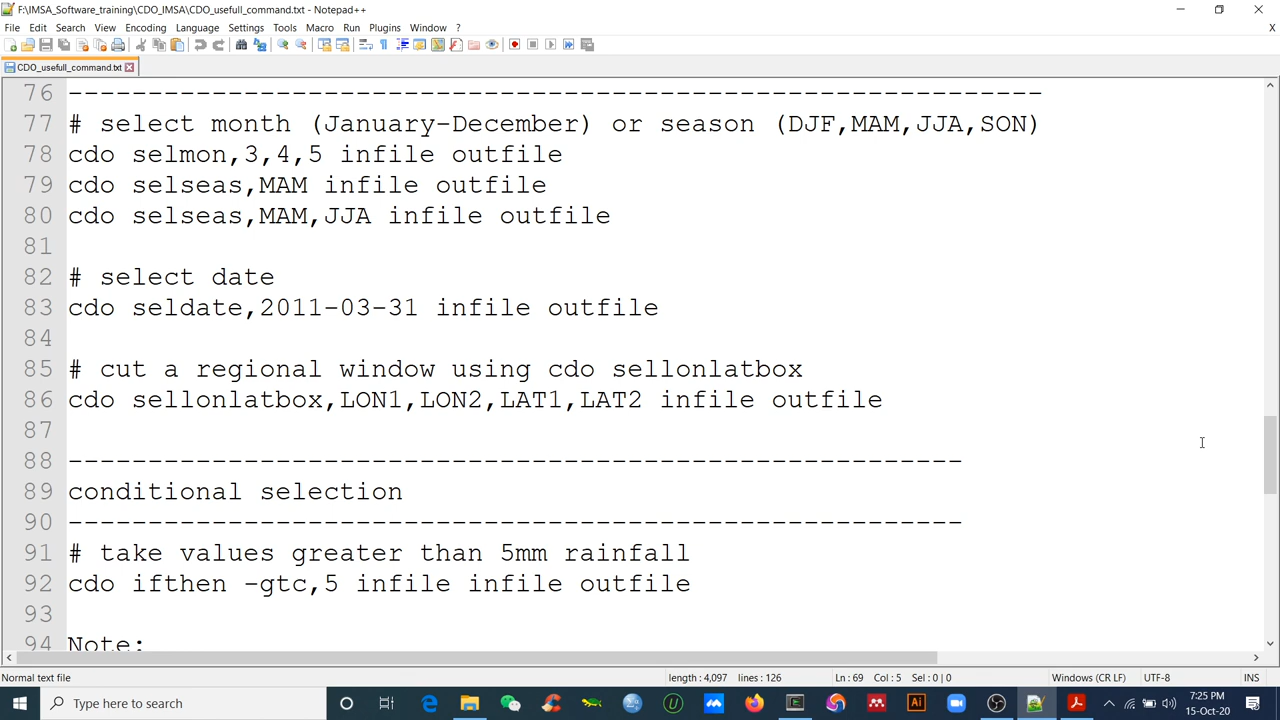 F:\IMSA_Software_training\CDO_IMSA\CDO_usefull_command.txt - Notepad++
File Edit Search View Encoding Language Settings Tools Macro Run Plugins Window ? X
CDO_usefull_command.txt
76 -------------------------------------------------------------
77 # select month (January-December) or season (DJF,MAM,JJA,SON)
78 cdo selmon,3,4,5 infile outfile
79 cdo selseas,MAM infile outfile
80 cdo selseas,MAM,JJA infile outfile
81
82 # select date
83 cdo seldate,2011-03-31 infile outfile
84
85 # cut a regional window using cdo sellonlatbox
86 cdo sellonlatbox,LON1,LON2,LAT1,LAT2 infile outfile
87
88 --------------------------------------------------------
89 conditional selection
90 --------------------------------------------------------
91 # take values greater than 5mm rainfall
92 cdo ifthen -gtc,5 infile infile outfile
93
94 Note:
Normal text file length : 4,097 lines : 126 Ln : 69 Col : 5 Sel : 0 | 0 Windows (CR LF) UTF-8 INS
Type here to search
7:25 PM
15-Oct-20